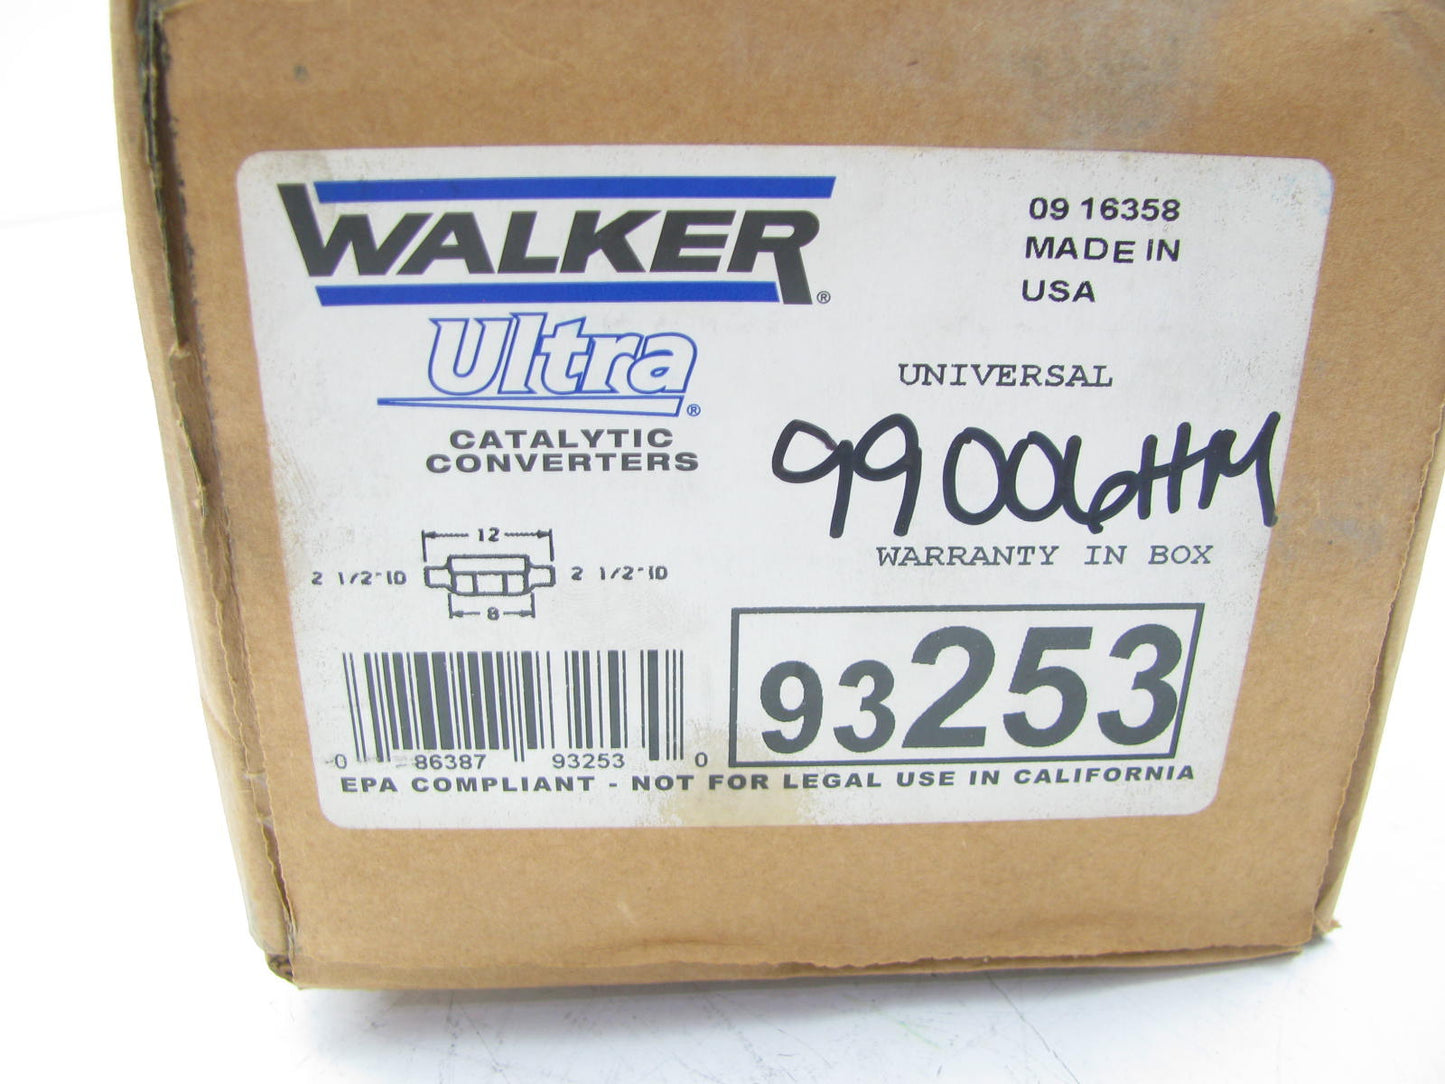 WALKER®
Ultra®
CATALYTIC
CONVERTERS
09 16358
MADE IN
USA
UNIVERSAL
99006HM
WARRANTY IN BOX
12
2 1/2"ID 2 1/2"ID
8
93253
0 86387 93253 0
EPA COMPLIANT - NOT FOR LEGAL USE IN CALIFORNIA